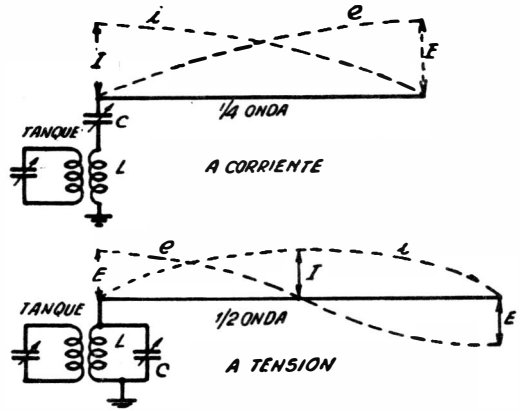 i e
I E
1/4 ONDA
C
TANQUE
L
A CORRIENTE
e i
E I
TANQUE
1/2 ONDA
E
L
C
A TENSION